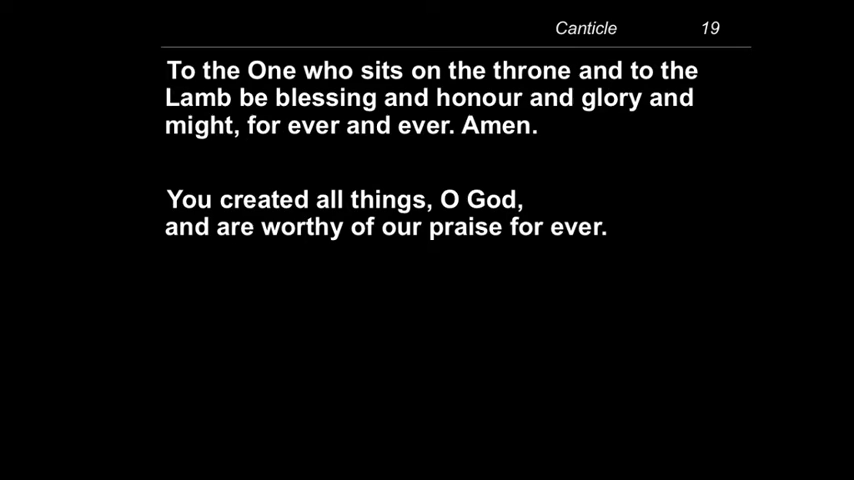 Canticle 19
To the One who sits on the throne and to the
Lamb be blessing and honour and glory and
might, for ever and ever. Amen.
You created all things, O God,
and are worthy of our praise for ever.